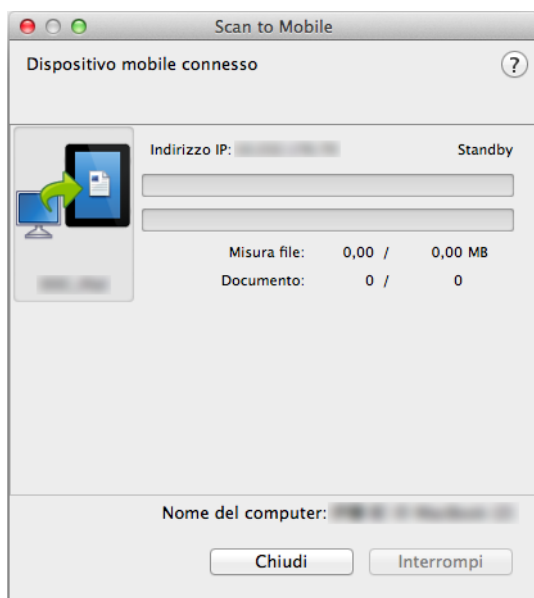 Scan to Mobile
Dispositivo mobile connesso
?
Indirizzo IP:
Standby
Misura file: 0,00 / 0,00 MB
Documento: 0 / 0
Nome del computer:
Chiudi
Interrompi